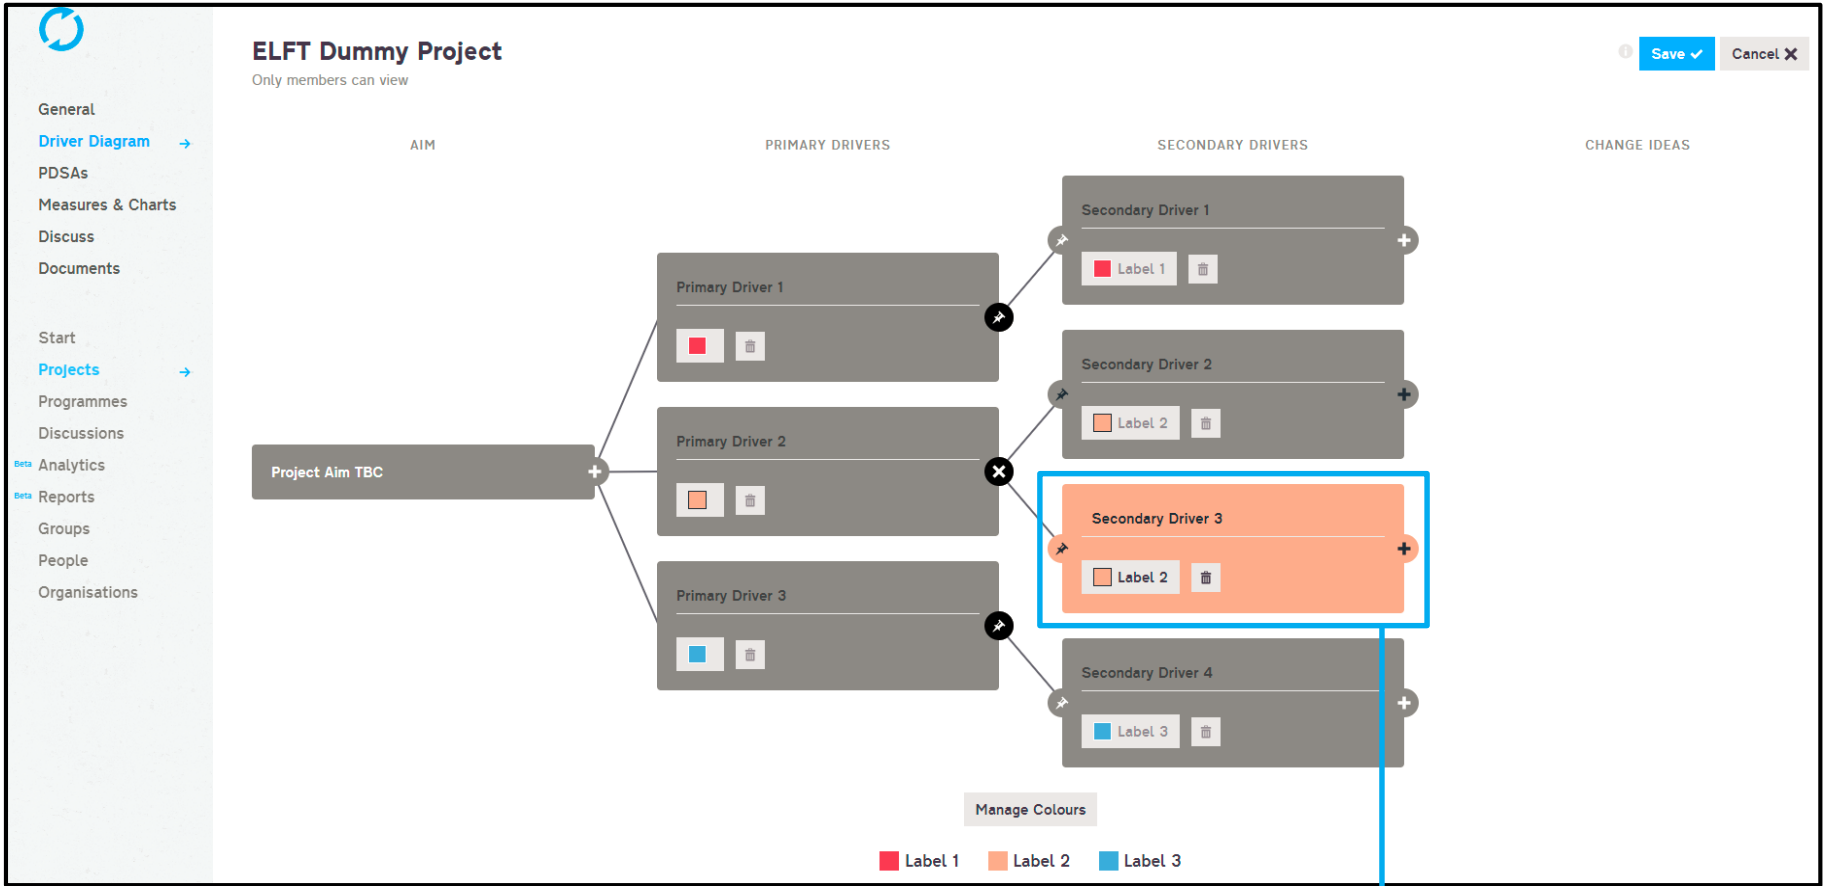 ELFT Dummy Project
Only members can view
Save
Cancel
General
Driver Diagram
PDSAs
Measures & Charts
Discuss
Documents
Start
Projects
Programmes
Discussions
Beta Analytics
Beta Reports
Groups
People
Organisations
AIM
PRIMARY DRIVERS
SECONDARY DRIVERS
CHANGE IDEAS
Project Aim TBC
Primary Driver 1
Primary Driver 2
Primary Driver 3
Secondary Driver 1
Label 1
Secondary Driver 2
Label 2
Secondary Driver 3
Label 2
Secondary Driver 4
Label 3
Manage Colours
Label 1 Label 2 Label 3